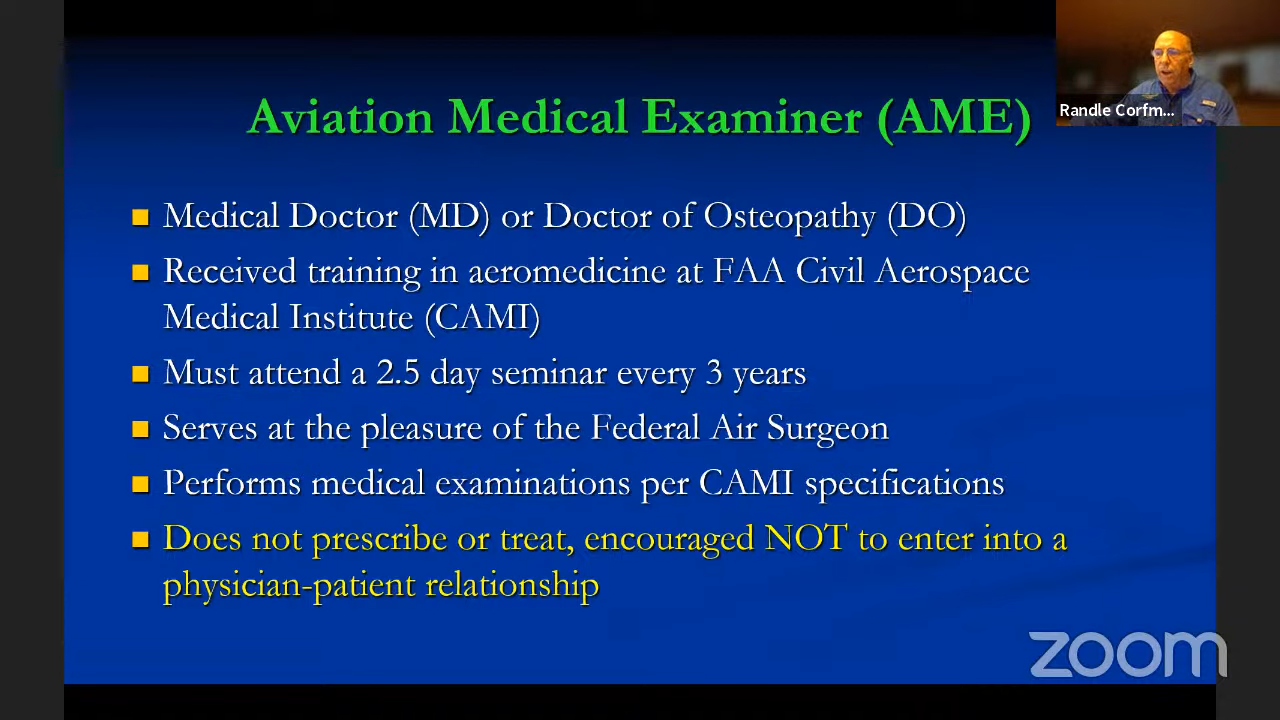 Aviation Medical Examiner (AME)
Randle Corfm...
Medical Doctor (MD) or Doctor of Osteopathy (DO)
Received training in aeromedicine at FAA Civil Aerospace
Medical Institute (CAMI)
Must attend a 2.5 day seminar every 3 years
Serves at the pleasure of the Federal Air Surgeon
Performs medical examinations per CAMI specifications
Does not prescribe or treat, encouraged NOT to enter into a
physician-patient relationship
zoom